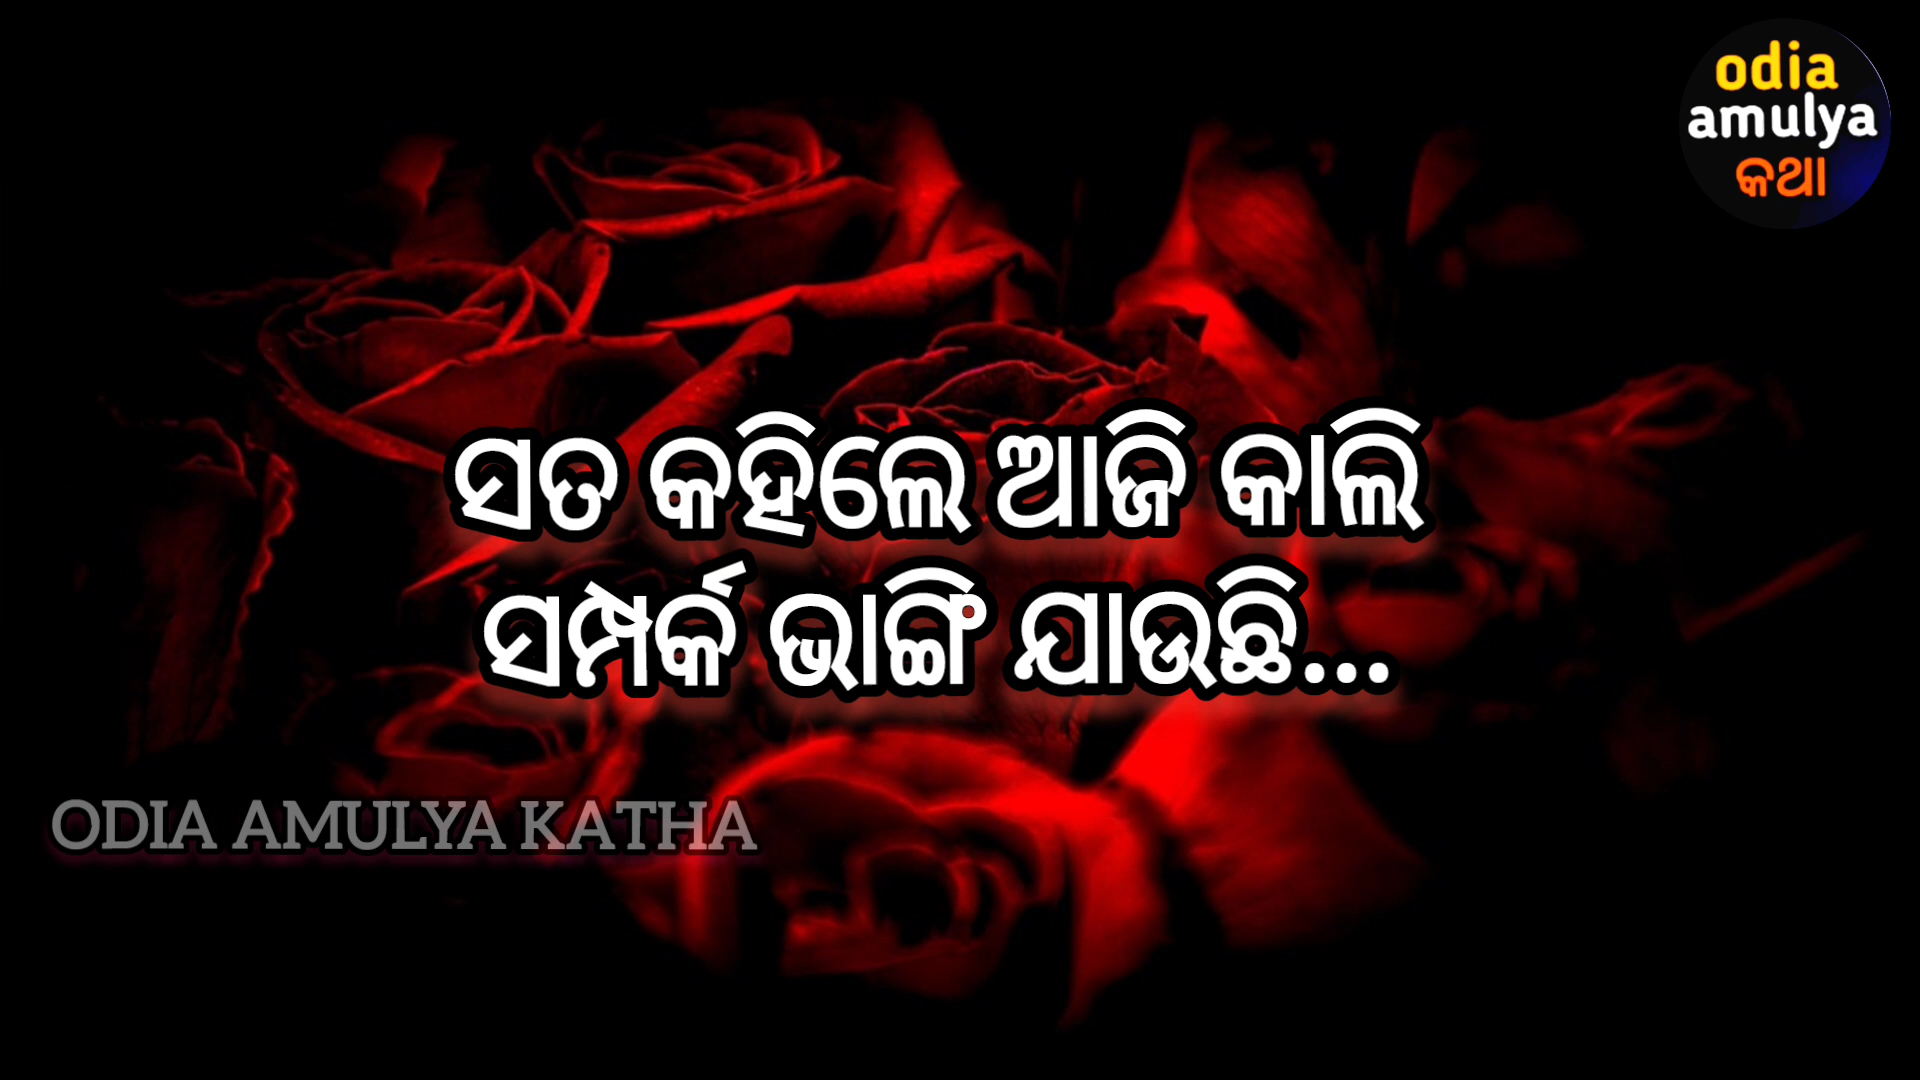 odia
amulya
କଥା
ସତ କହିଲେ ଆଜି କାଲି
ସମ୍ପର୍କ ଭାଙ୍ଗି ଯାଉଛି...
ODIA AMULYA KATHA